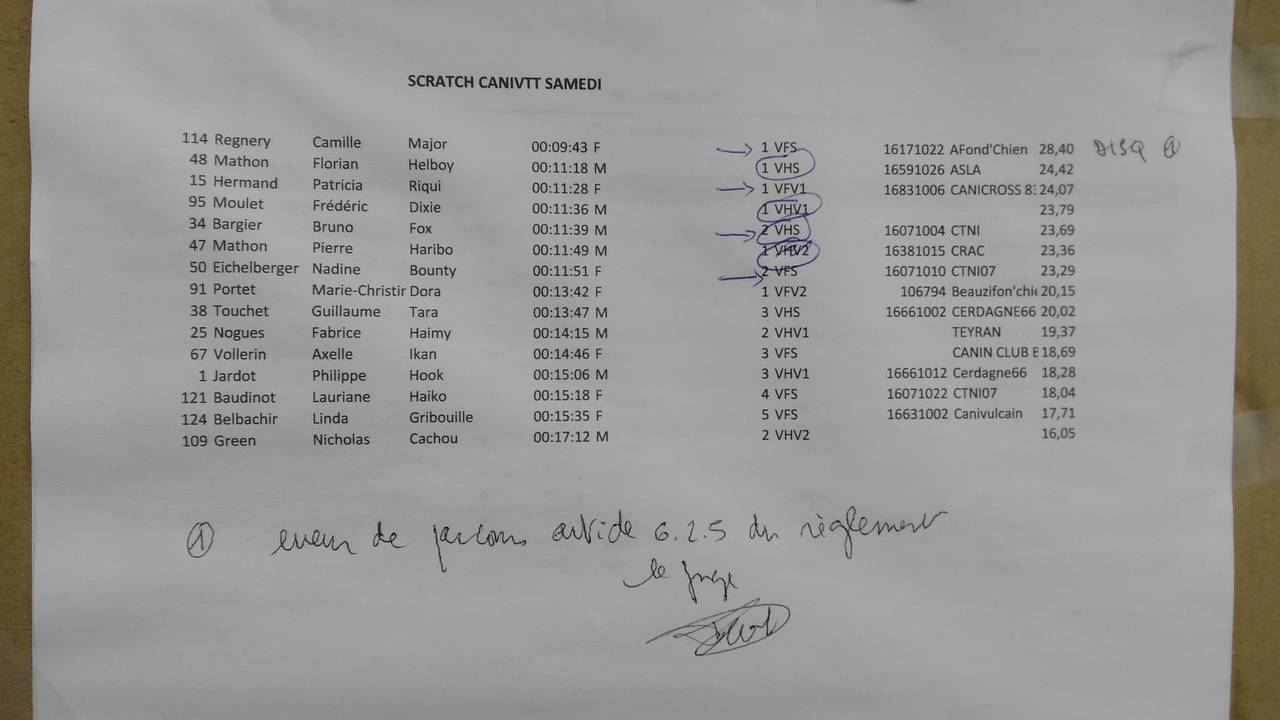 SCRATCH CANIVTT SAMEDI
114 Regnery Camille Major 00:09:43 F 1 VFS 16171022 AFond'Chien 28,40 DISQ ①
48 Mathon Florian Helboy 00:11:18 M 1 VHS 16591026 ASLA 24,42
15 Hermand Patricia Riqui 00:11:28 F 1 VFV1 16831006 CANICROSS 83 24,07
95 Moulet Frédéric Dixie 00:11:36 M 1 VHV1 23,79
34 Bargier Bruno Fox 00:11:39 M 2 VHS 16071004 CTNI 23,69
47 Mathon Pierre Haribo 00:11:49 M 1 VHV2 16381015 CRAC 23,36
50 Eichelberger Nadine Bounty 00:11:51 F 2 VFS 16071010 CTNI07 23,29
91 Portet Marie-Christir Dora 00:13:42 F 1 VFV2 106794 Beauzifon'chi 20,15
38 Touchet Guillaume Tara 00:13:47 M 3 VHS 16661002 CERDAGNE66 20,02
25 Nogues Fabrice Haimy 00:14:15 M 2 VHV1 TEYRAN 19,37
67 Vollerin Axelle Ikan 00:14:46 F 3 VFS CANIN CLUB E 18,69
1 Jardot Philippe Hook 00:15:06 M 3 VHV1 16661012 Cerdagne66 18,28
121 Baudinot Lauriane Haiko 00:15:18 F 4 VFS 16071022 CTNI07 18,04
124 Belbachir Linda Gribouille 00:15:35 F 5 VFS 16631002 Canivulcain 17,71
109 Green Nicholas Cachou 00:17:12 M 2 VHV2 16,05
① erreur de parcours article 6.2.5 du règlement
le juge